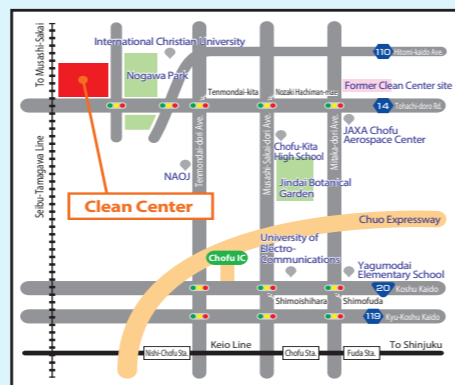 To Musashi-Sakai
Seibu-Tamagawa Line
International Christian University
Nogawa Park
110
Hitomi-kaido Ave.
Tenmondai-kita
Nozaki Hachiman-mae
Former Clean Center site
14
Tohachi-doro Rd.
Tenmondai-dori Ave.
Musashi-Sakai-dori Ave.
Mitaka-dori Ave.
JAXA Chofu
Aerospace Center
Chofu-Kita
High School
NAOJ
Jindai Botanical
Garden
Clean Center
Chuo Expressway
Chofu IC
University of
Electro-
Communications
Yagumodai
Elementary School
20
Koshu Kaido
Shimoishihara
Shimofuda
119
Kyu-Koshu Kaido
Keio Line
To Shinjuku
Nishi-Chofu Sta.
Chofu Sta.
Fuda Sta.